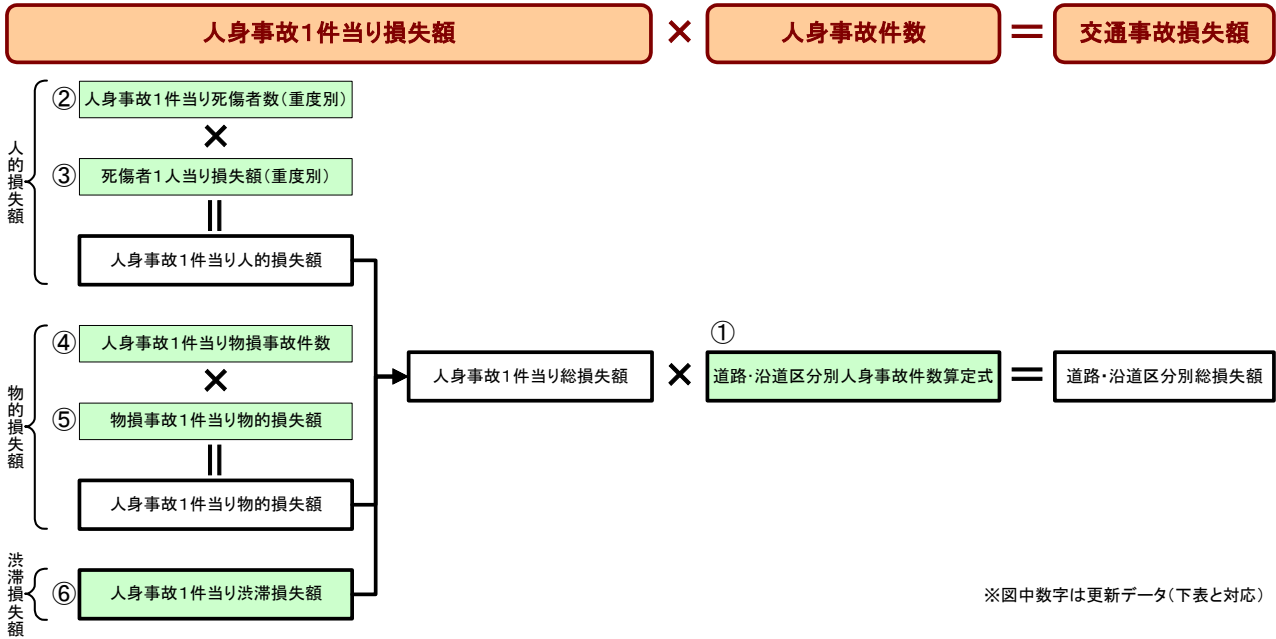 人身事故1件当り損失額 × 人身事故件数 = 交通事故損失額
人的損失額
② 人身事故1件当り死傷者数(重度別)
×
③ 死傷者1人当り損失額(重度別)
=
人身事故1件当り人的損失額
物的損失額
④ 人身事故1件当り物損事故件数
×
⑤ 物損事故1件当り物的損失額
=
人身事故1件当り物的損失額
渋滞損失額
⑥ 人身事故1件当り渋滞損失額
①
人身事故1件当り総損失額 × 道路・沿道区分別人身事故件数算定式 = 道路・沿道区分別総損失額
※図中数字は更新データ(下表と対応)